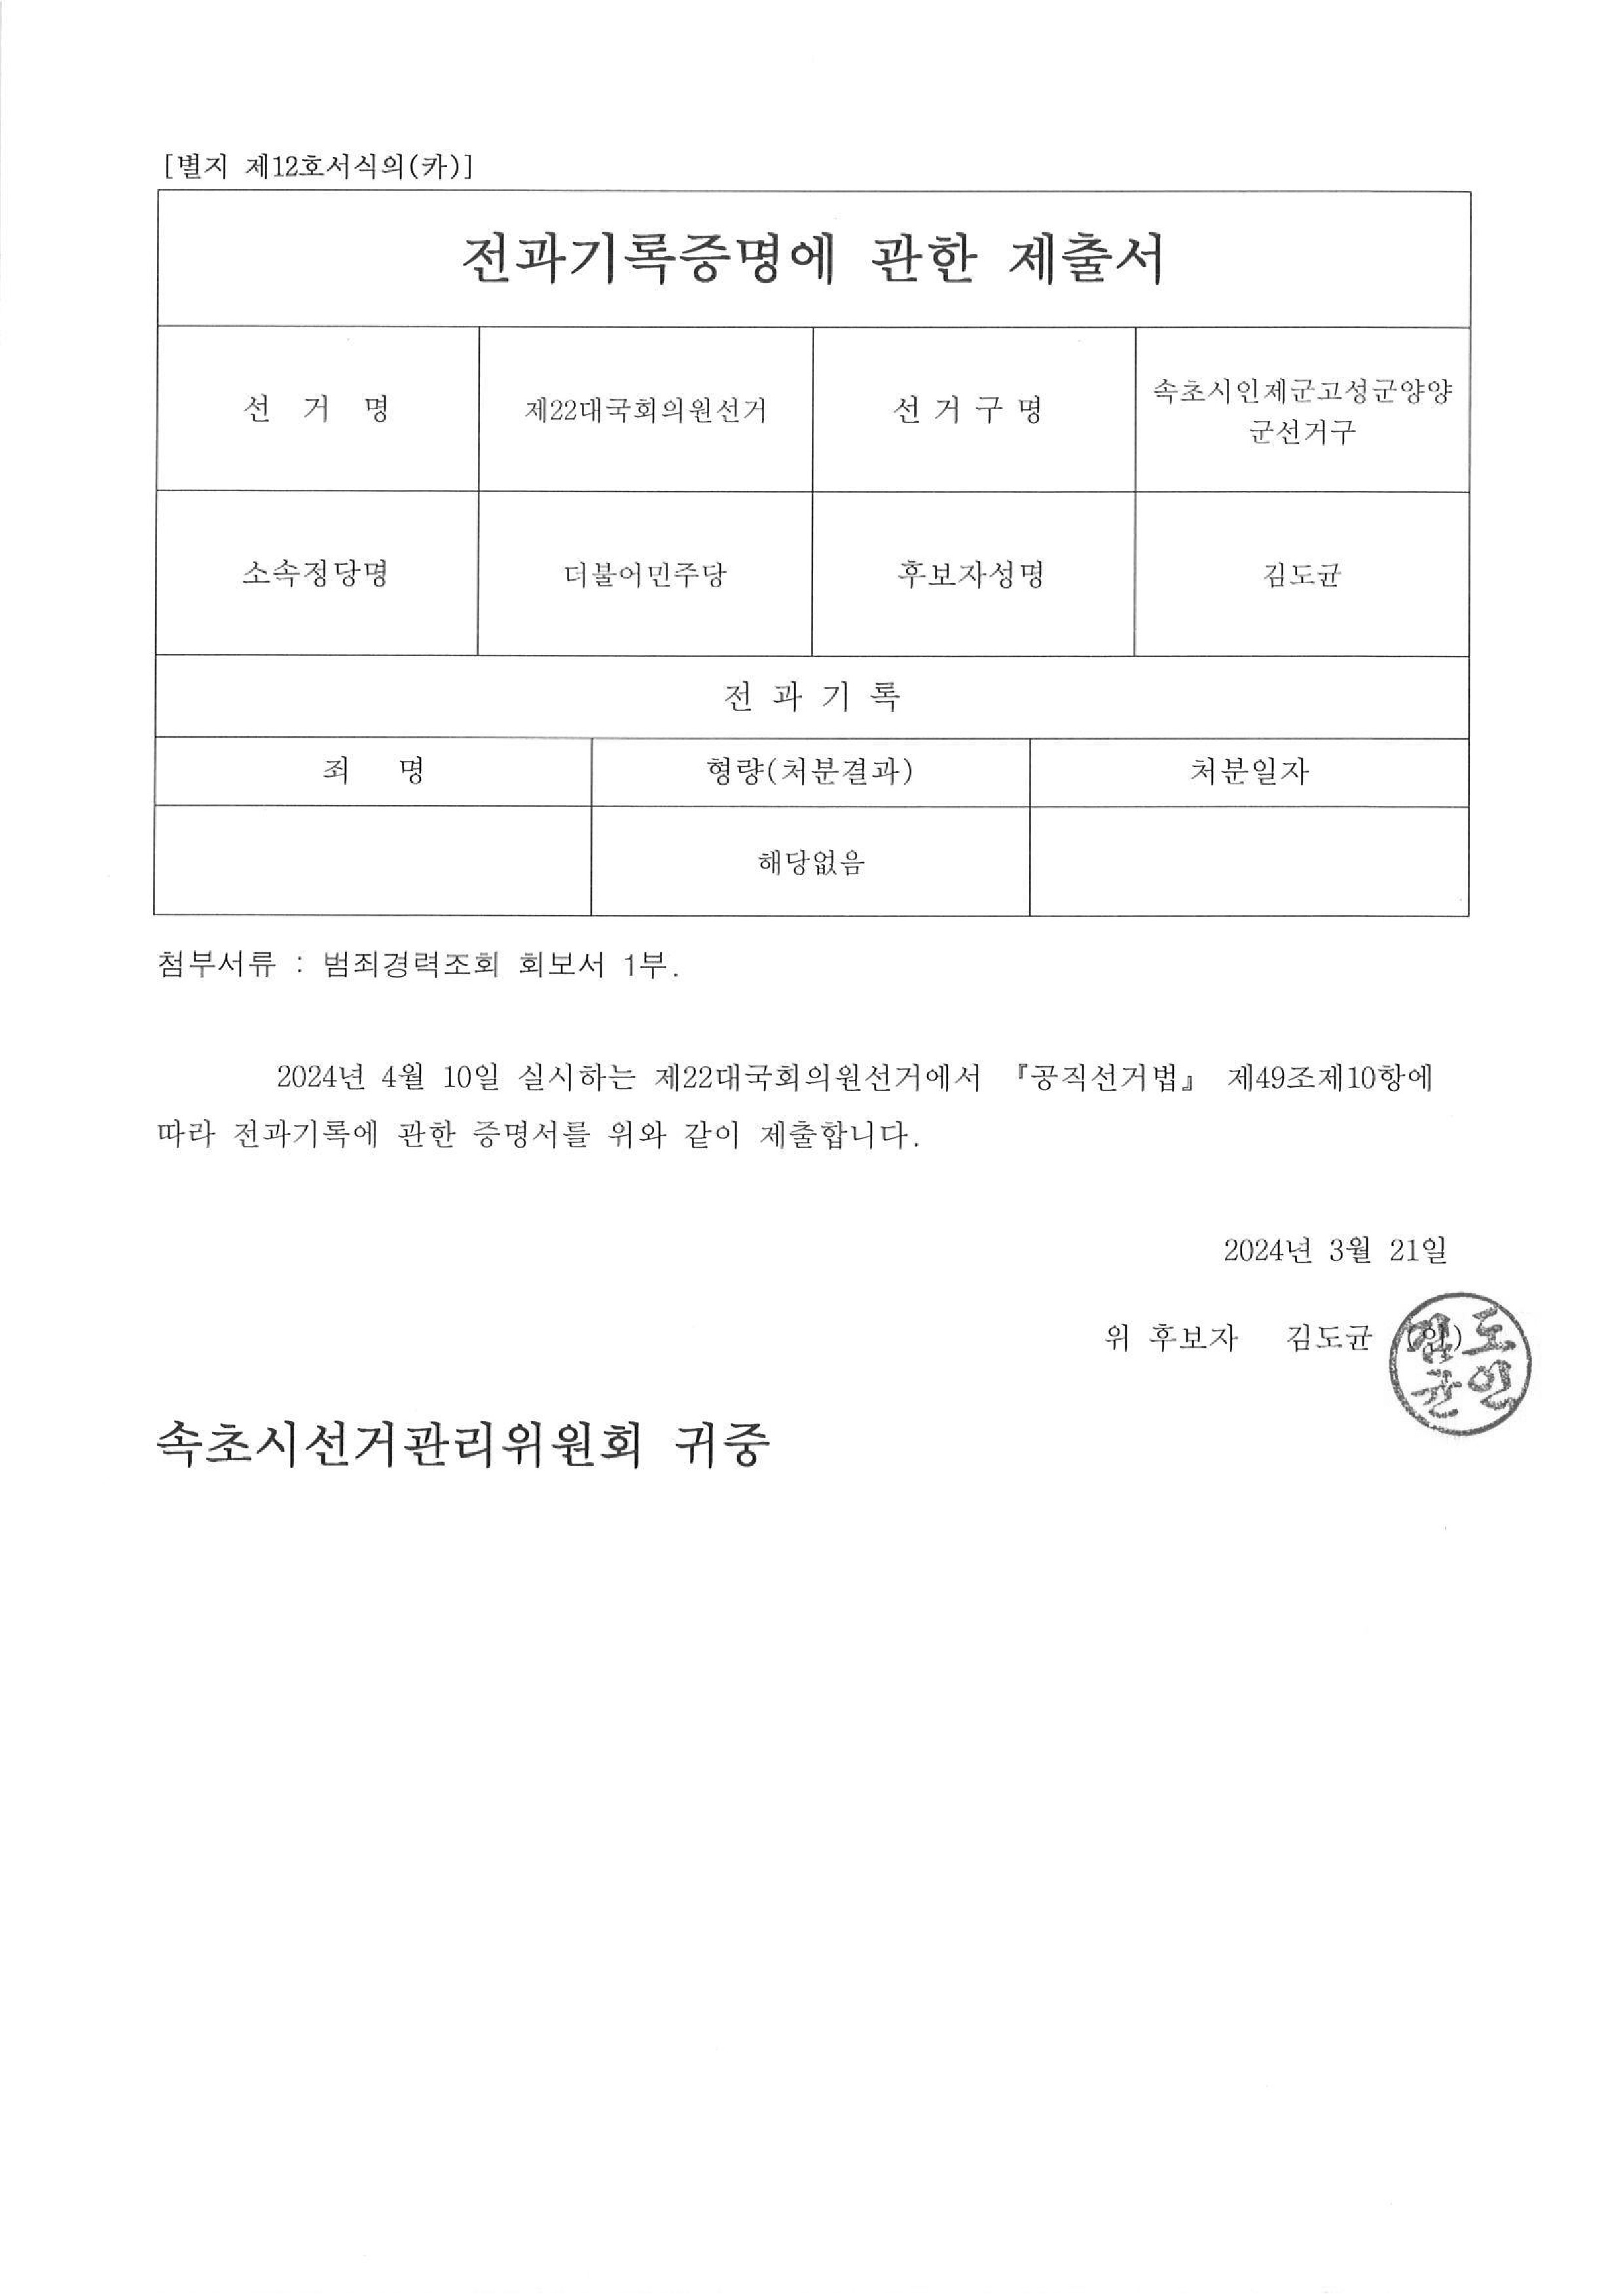 [별지 제12호서식의(카)]
전과기록증명에 관한 제출서
선 거 명
제22대국회의원선거
선 거 구 명
속초시인제군고성군양양
군선거구
소속정당명
더불어민주당
후보자성명
김도균
전 과 기 록
죄 명
형량(처분결과)
처분일자
해당없음
첨부서류 : 범죄경력조회 회보서 1부.
2024년 4월 10일 실시하는 제22대국회의원선거에서 『공직선거법』 제49조제10항에
따라 전과기록에 관한 증명서를 위와 같이 제출합니다.
2024년 3월 21일
위 후보자 김도균 (인)
김도
균인
속초시선거관리위원회 귀중